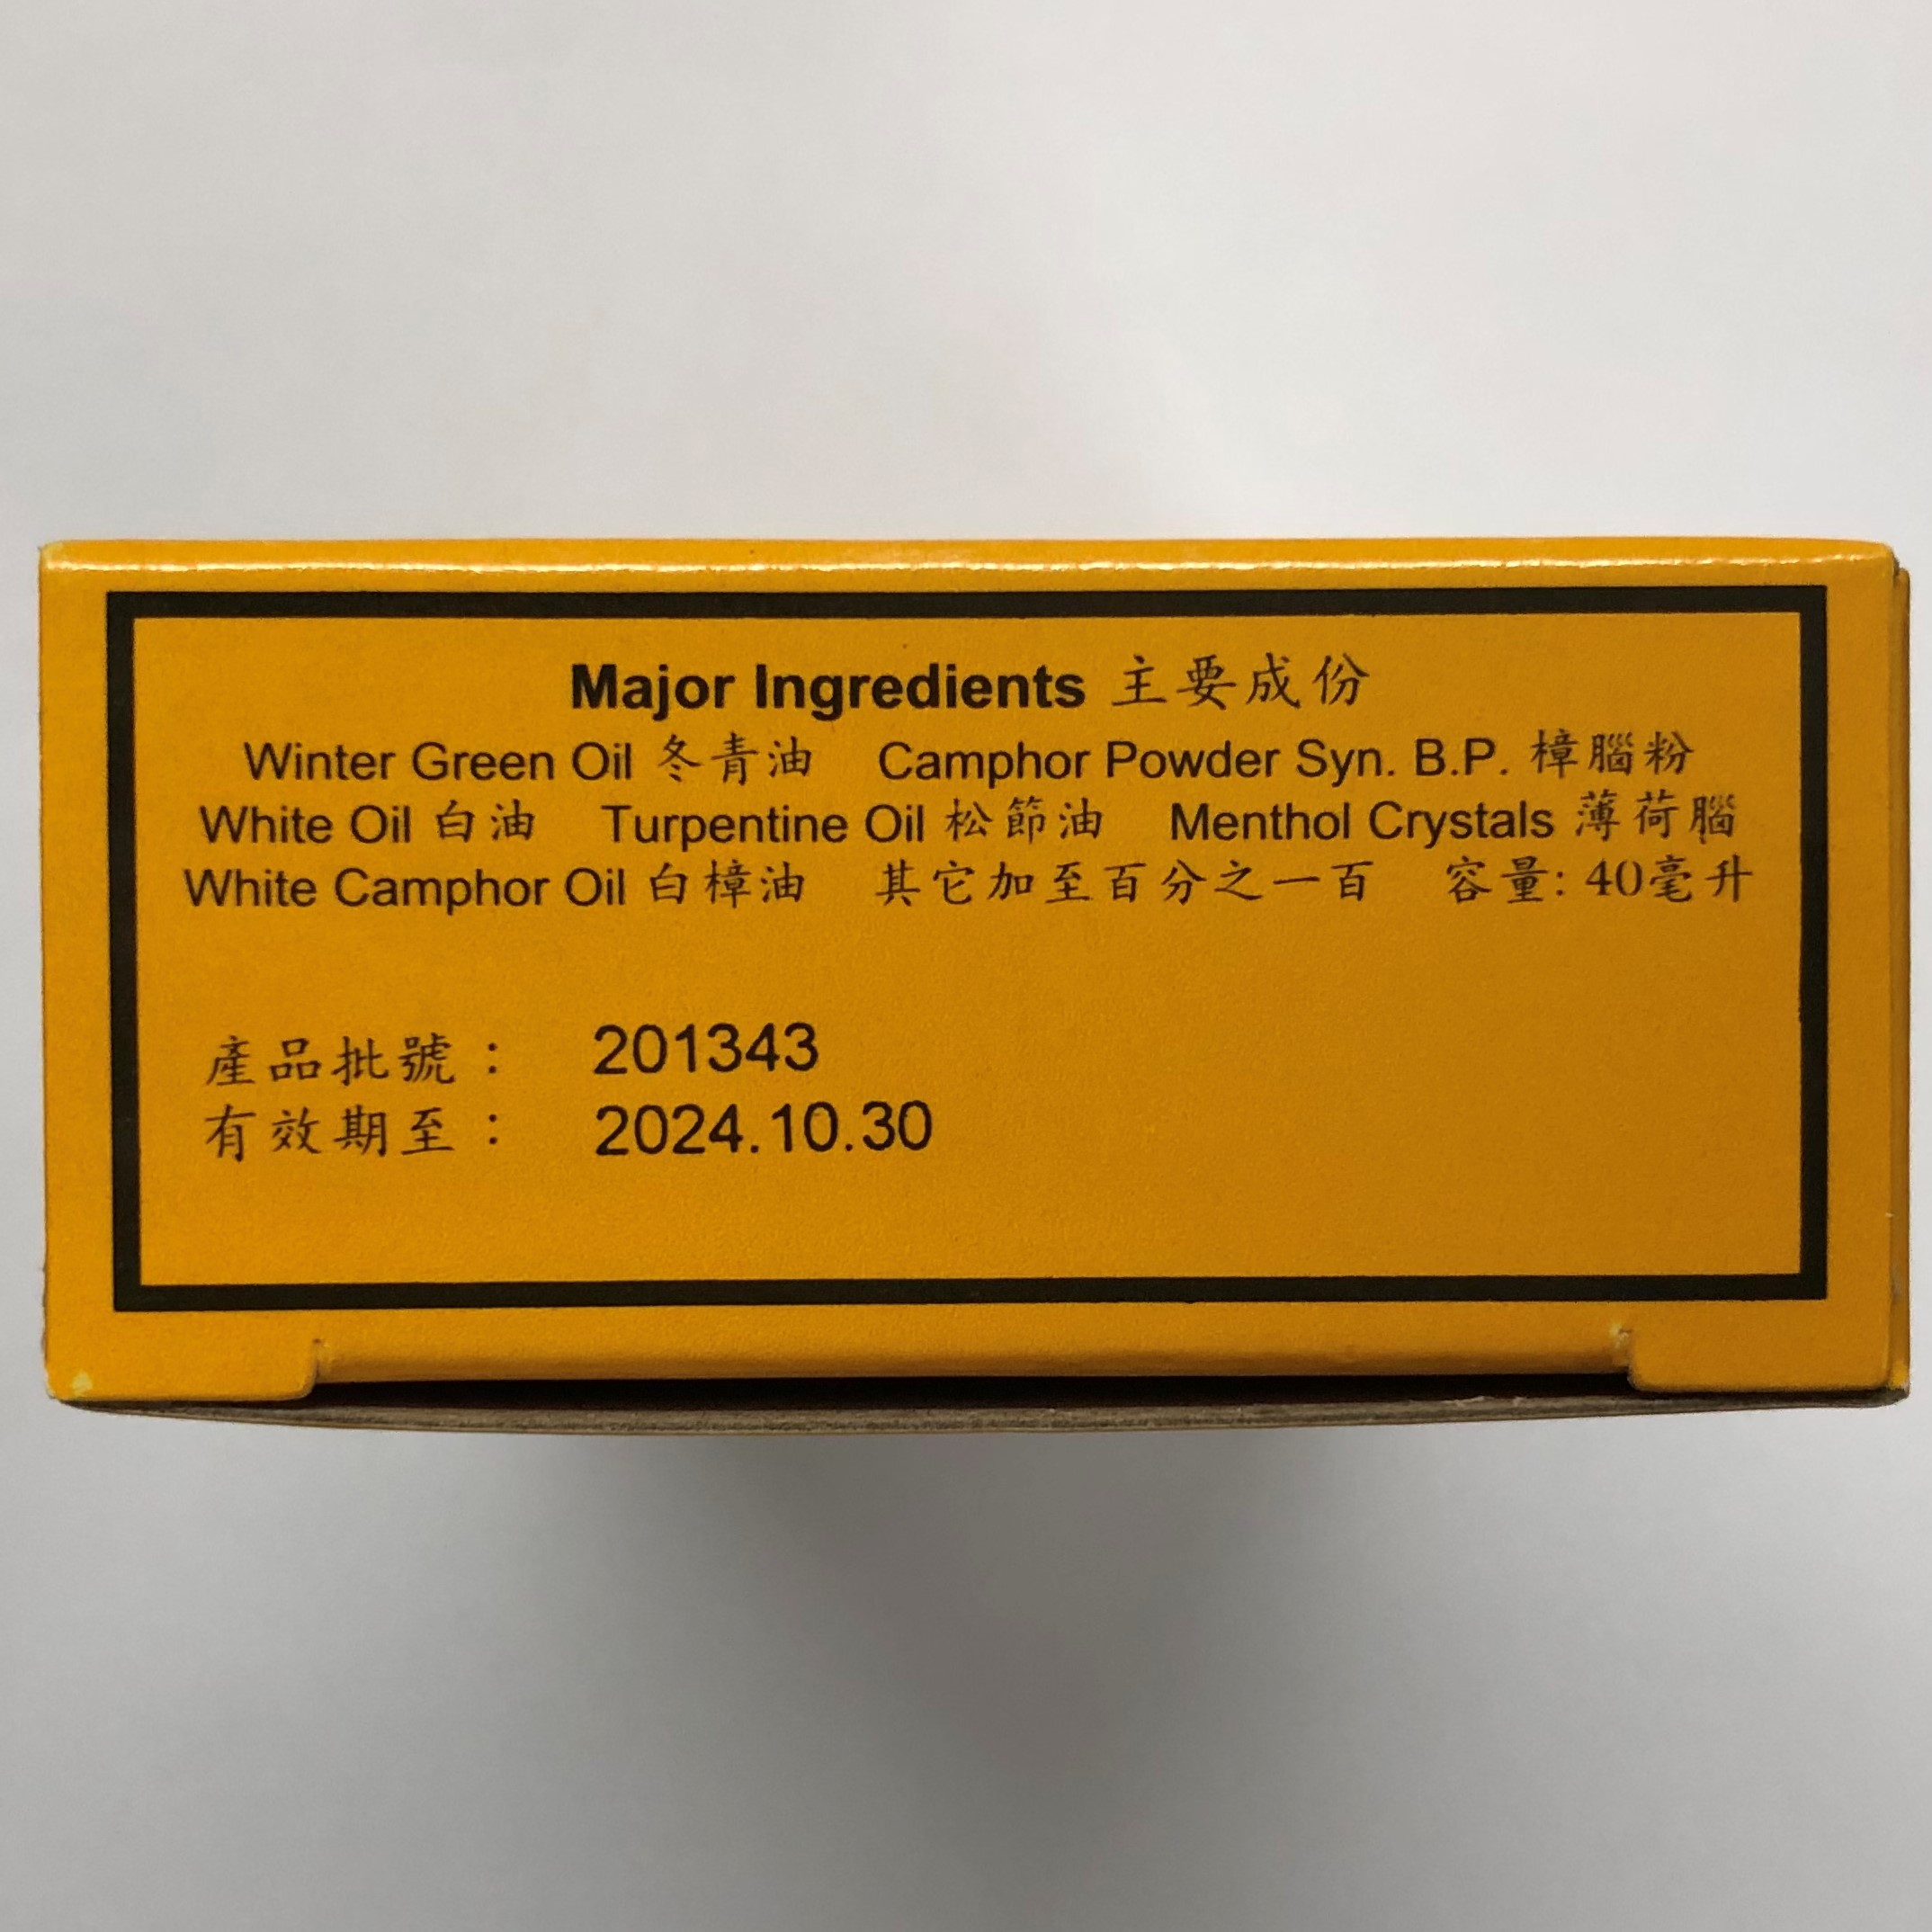 Major Ingredients 主要成份
Winter Green Oil 冬青油 Camphor Powder Syn. B.P. 樟腦粉
White Oil 白油 Turpentine Oil 松節油 Menthol Crystals 薄荷腦
White Camphor Oil 白樟油 其它加至百分之一百 容量: 40毫升
產品批號： 201343
有效期至： 2024.10.30